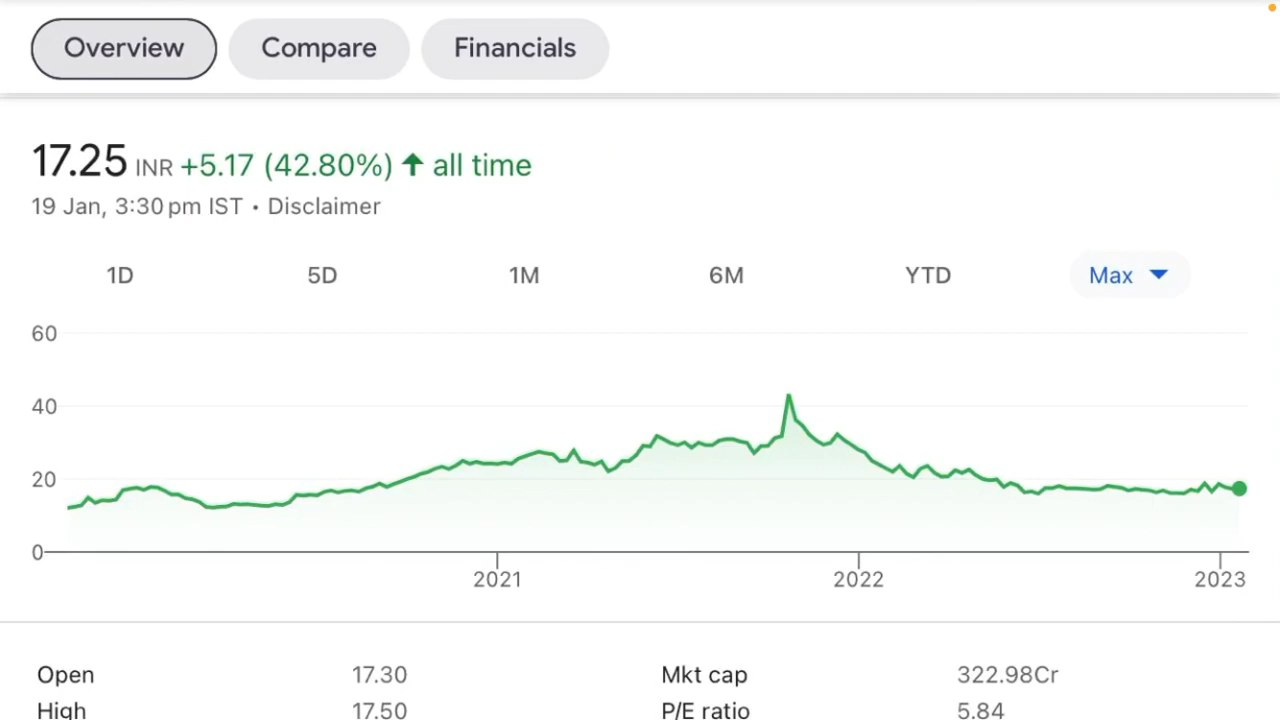 Overview Compare Financials
17.25 INR +5.17 (42.80%) ↑ all time
19 Jan, 3:30 pm IST • Disclaimer
1D 5D 1M 6M YTD Max
60
40
20
0
2021 2022 2023
Open 17.30 Mkt cap 322.98Cr
High 17.50 P/E ratio 5.84